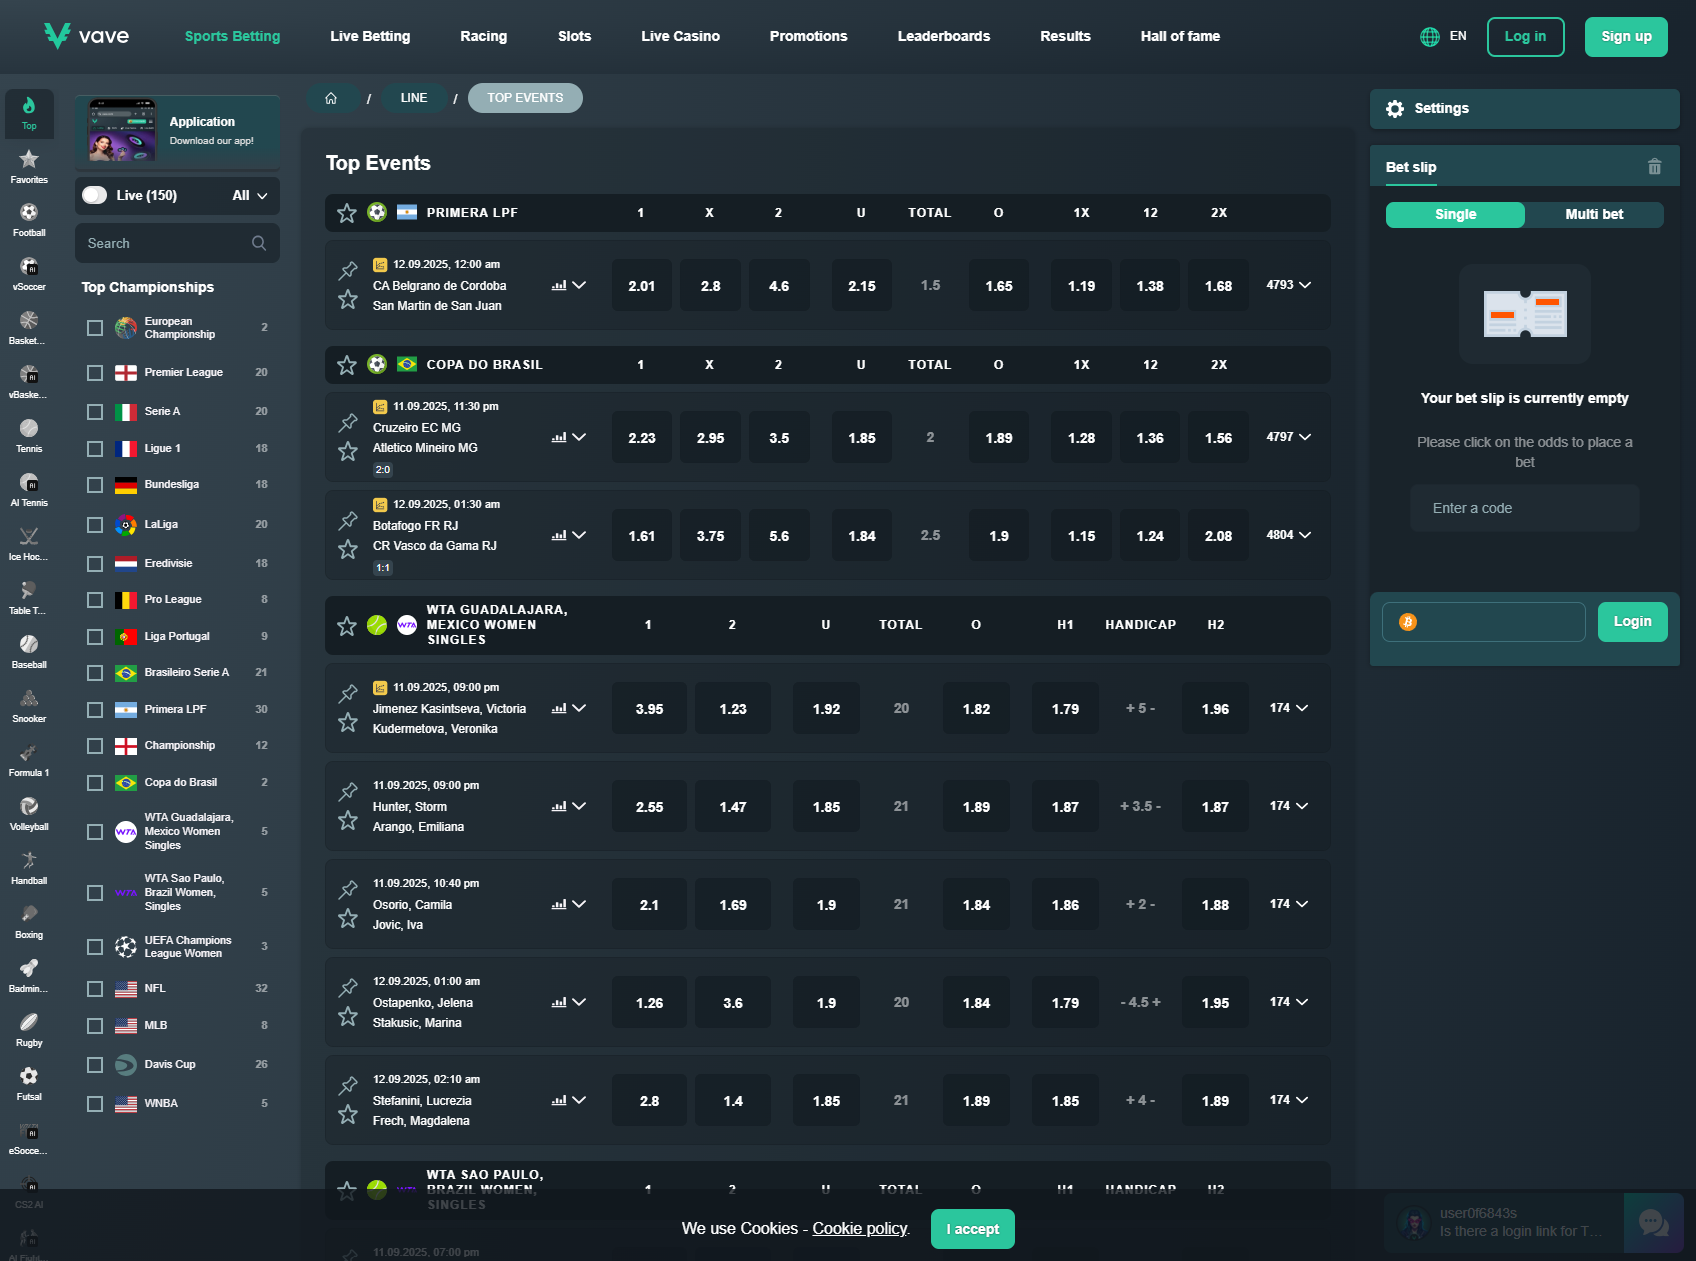 vave
Sports Betting
Live Betting
Racing
Slots
Live Casino
Promotions
Leaderboards
Results
Hall of fame
EN
Log in
Sign up
Top
Favorites
Football
vSoccer
Basket...
vBaske...
Tennis
AI Tennis
Ice Hoc...
Table T...
Baseball
Snooker
Formula 1
Volleyball
Handball
Boxing
Badmin...
Rugby
Futsal
eSocce...
CS2 AI
Application
Download our app!
Live (150) All
Search
Top Championships
European Championship 2
Premier League 20
Serie A 20
Ligue 1 18
Bundesliga 18
LaLiga 20
Eredivisie 18
Pro League 8
Liga Portugal 9
Brasileiro Serie A 21
Primera LPF 30
Championship 12
Copa do Brasil 2
WTA Guadalajara, Mexico Women Singles 5
WTA Sao Paulo, Brazil Women, Singles 5
UEFA Champions League Women 3
NFL 32
MLB 8
Davis Cup 26
WNBA 5
/ LINE / TOP EVENTS
Top Events
PRIMERA LPF 1 X 2 U TOTAL O 1X 12 2X
12.09.2025, 12:00 am
CA Belgrano de Cordoba
San Martin de San Juan
2.01 2.8 4.6 2.15 1.5 1.65 1.19 1.38 1.68 4793
COPA DO BRASIL 1 X 2 U TOTAL O 1X 12 2X
11.09.2025, 11:30 pm
Cruzeiro EC MG
Atletico Mineiro MG
2:0
2.23 2.95 3.5 1.85 2 1.89 1.28 1.36 1.56 4797
12.09.2025, 01:30 am
Botafogo FR RJ
CR Vasco da Gama RJ
1:1
1.61 3.75 5.6 1.84 2.5 1.9 1.15 1.24 2.08 4804
WTA GUADALAJARA, MEXICO WOMEN SINGLES 1 2 U TOTAL O H1 HANDICAP H2
11.09.2025, 09:00 pm
Jimenez Kasintseva, Victoria
Kudermetova, Veronika
3.95 1.23 1.92 20 1.82 1.79 + 5 - 1.96 174
11.09.2025, 09:00 pm
Hunter, Storm
Arango, Emiliana
2.55 1.47 1.85 21 1.89 1.87 + 3.5 - 1.87 174
11.09.2025, 10:40 pm
Osorio, Camila
Jovic, Iva
2.1 1.69 1.9 21 1.84 1.86 + 2 - 1.88 174
12.09.2025, 01:00 am
Ostapenko, Jelena
Stakusic, Marina
1.26 3.6 1.9 20 1.84 1.79 - 4.5 + 1.95 174
12.09.2025, 02:10 am
Stefanini, Lucrezia
Frech, Magdalena
2.8 1.4 1.85 21 1.89 1.85 + 4 - 1.89 174
WTA SAO PAULO, BRAZIL WOMEN, SINGLES 1 2 U TOTAL O H1 HANDICAP H2
11.09.2025, 07:00 pm
Settings
Bet slip
Single
Multi bet
Your bet slip is currently empty
Please click on the odds to place a
bet
Enter a code
Login
We use Cookies - Cookie policy.
I accept
user0f6843s
Is there a login link for T...